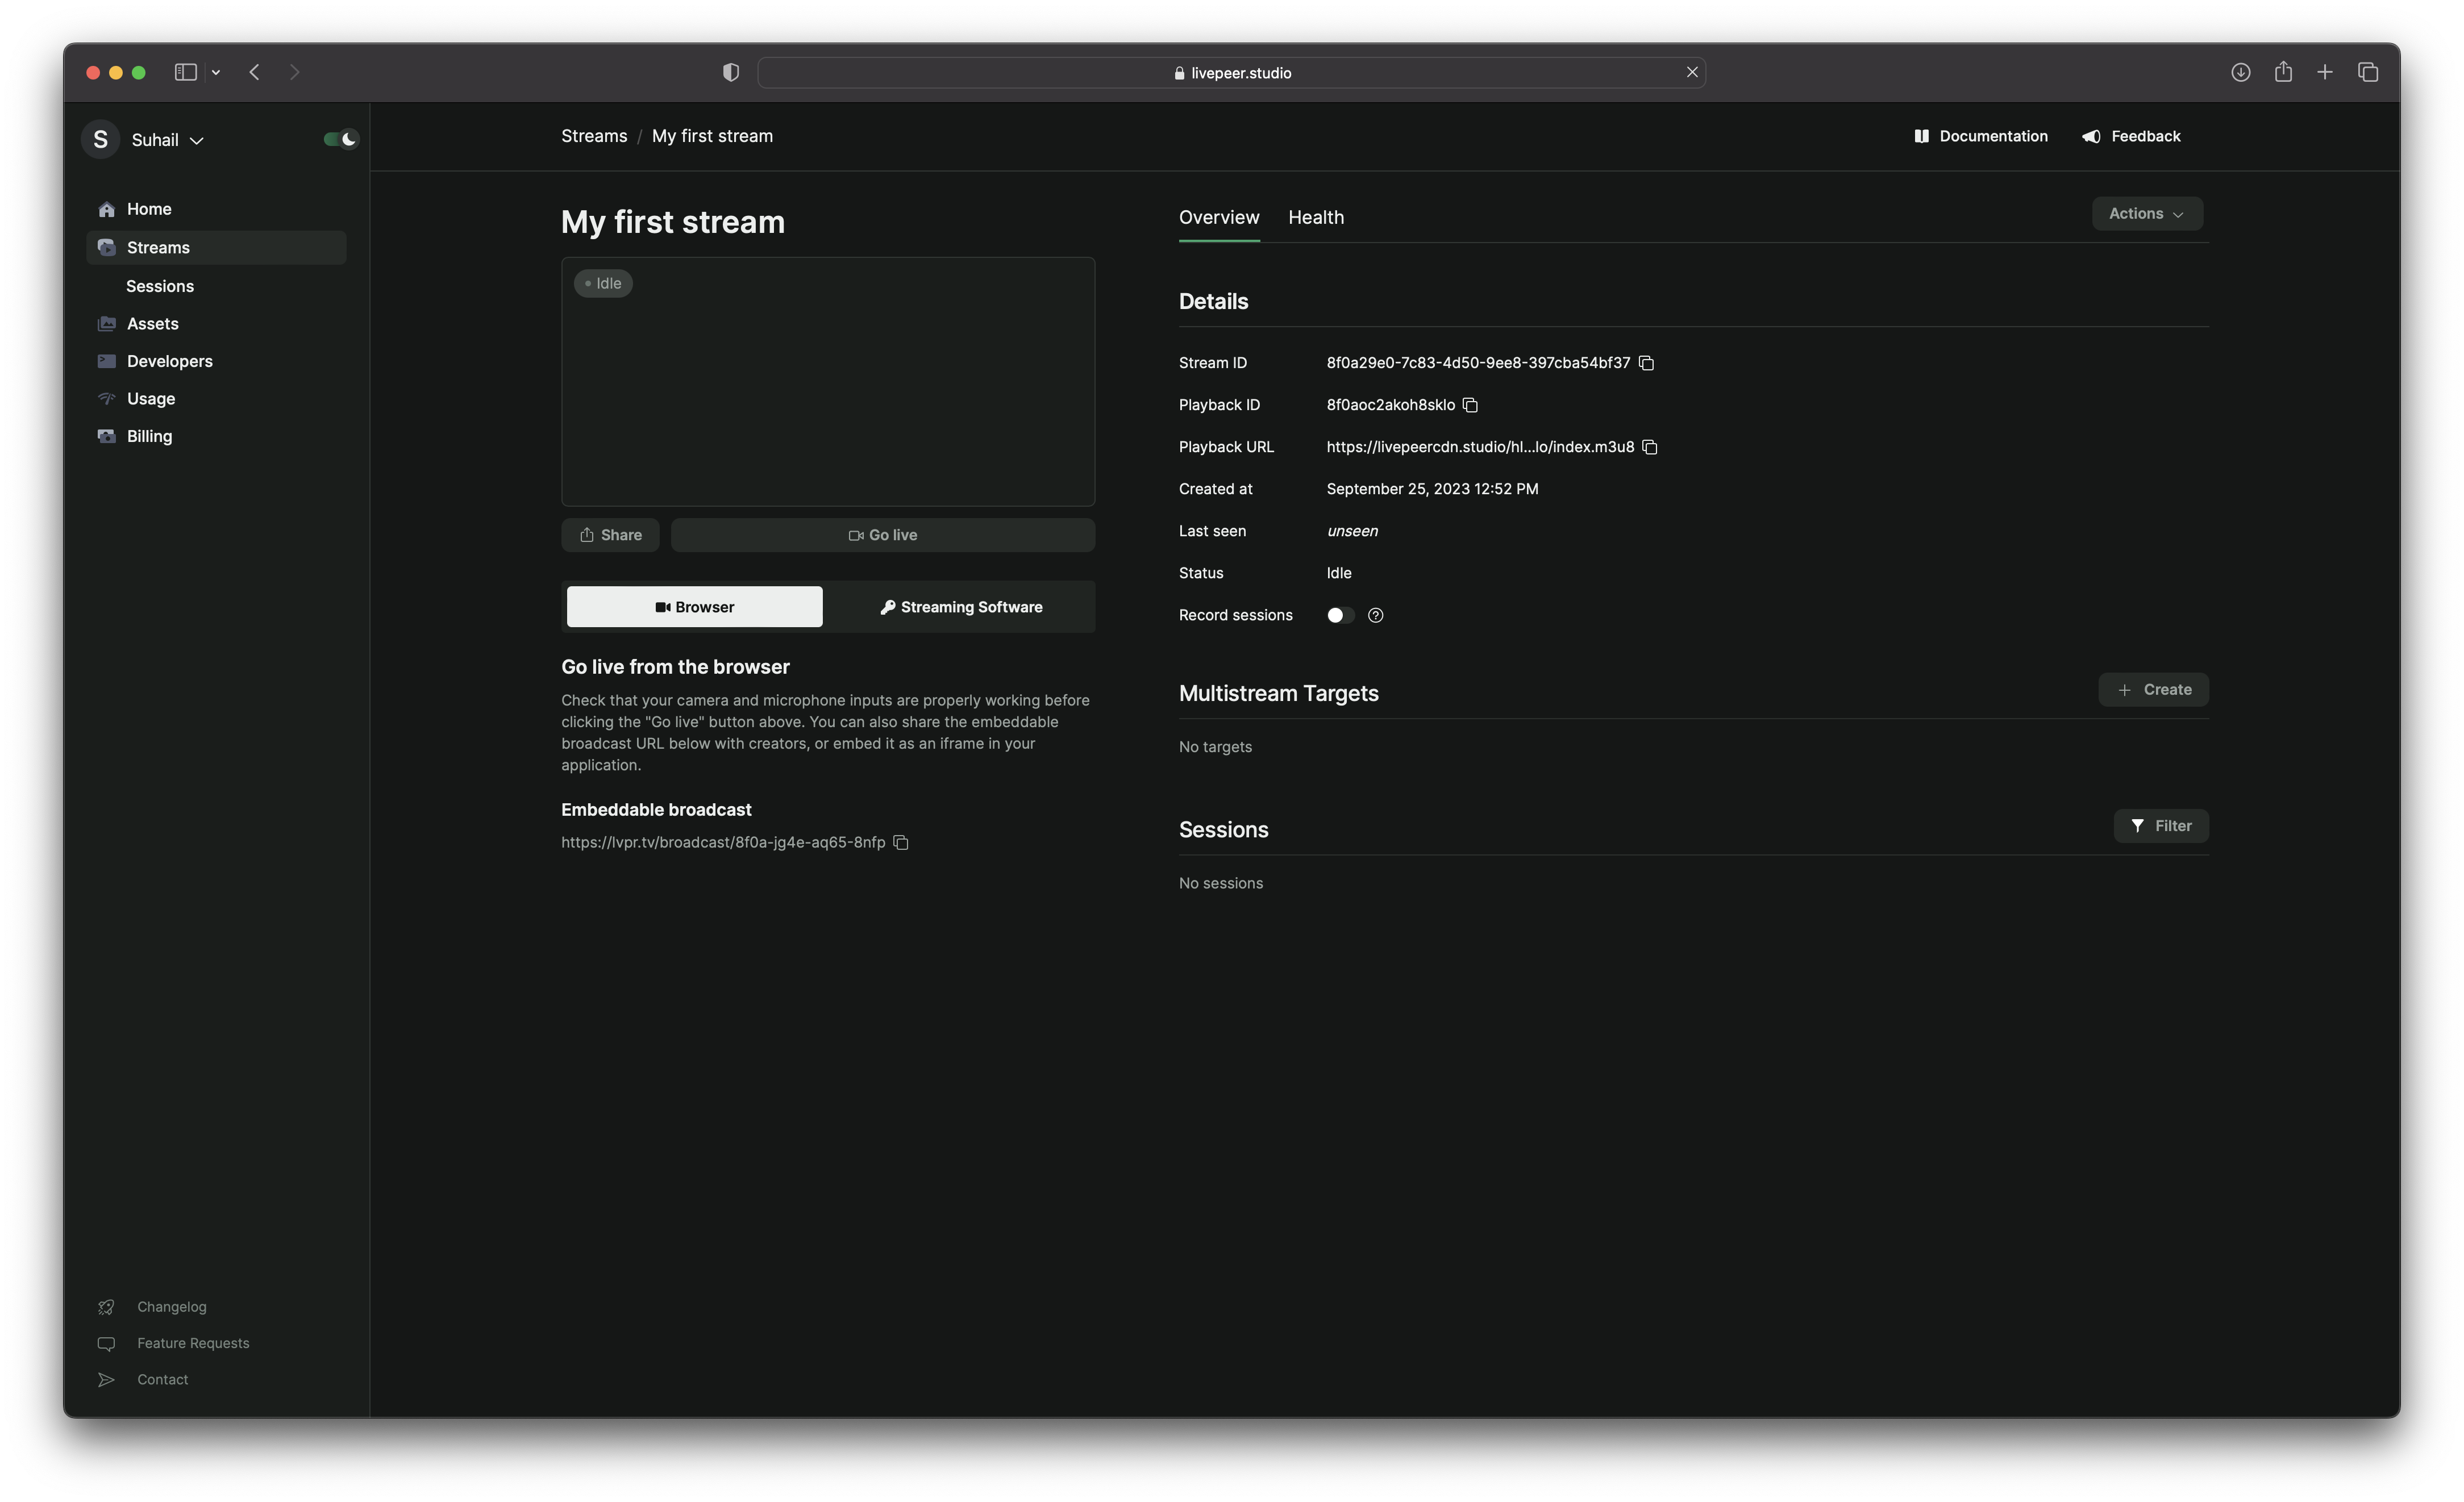 livepeer.studio
S
Suhail
Home
Streams
Sessions
Assets
Developers
Usage
Billing
Changelog
Feature Requests
Contact
Streams / My first stream
Documentation
Feedback
My first stream
Idle
Share
Go live
Browser
Streaming Software
Go live from the browser
Check that your camera and microphone inputs are properly working before
clicking the "Go live" button above. You can also share the embeddable
broadcast URL below with creators, or embed it as an iframe in your
application.
Embeddable broadcast
https://lvpr.tv/broadcast/8f0a-jg4e-aq65-8nfp
Overview
Health
Actions
Details
Stream ID 8f0a29e0-7c83-4d50-9ee8-397cba54bf37
Playback ID 8f0aoc2akoh8sklo
Playback URL https://livepeercdn.studio/hl...lo/index.m3u8
Created at September 25, 2023 12:52 PM
Last seen unseen
Status Idle
Record sessions
Multistream Targets
Create
No targets
Sessions
Filter
No sessions